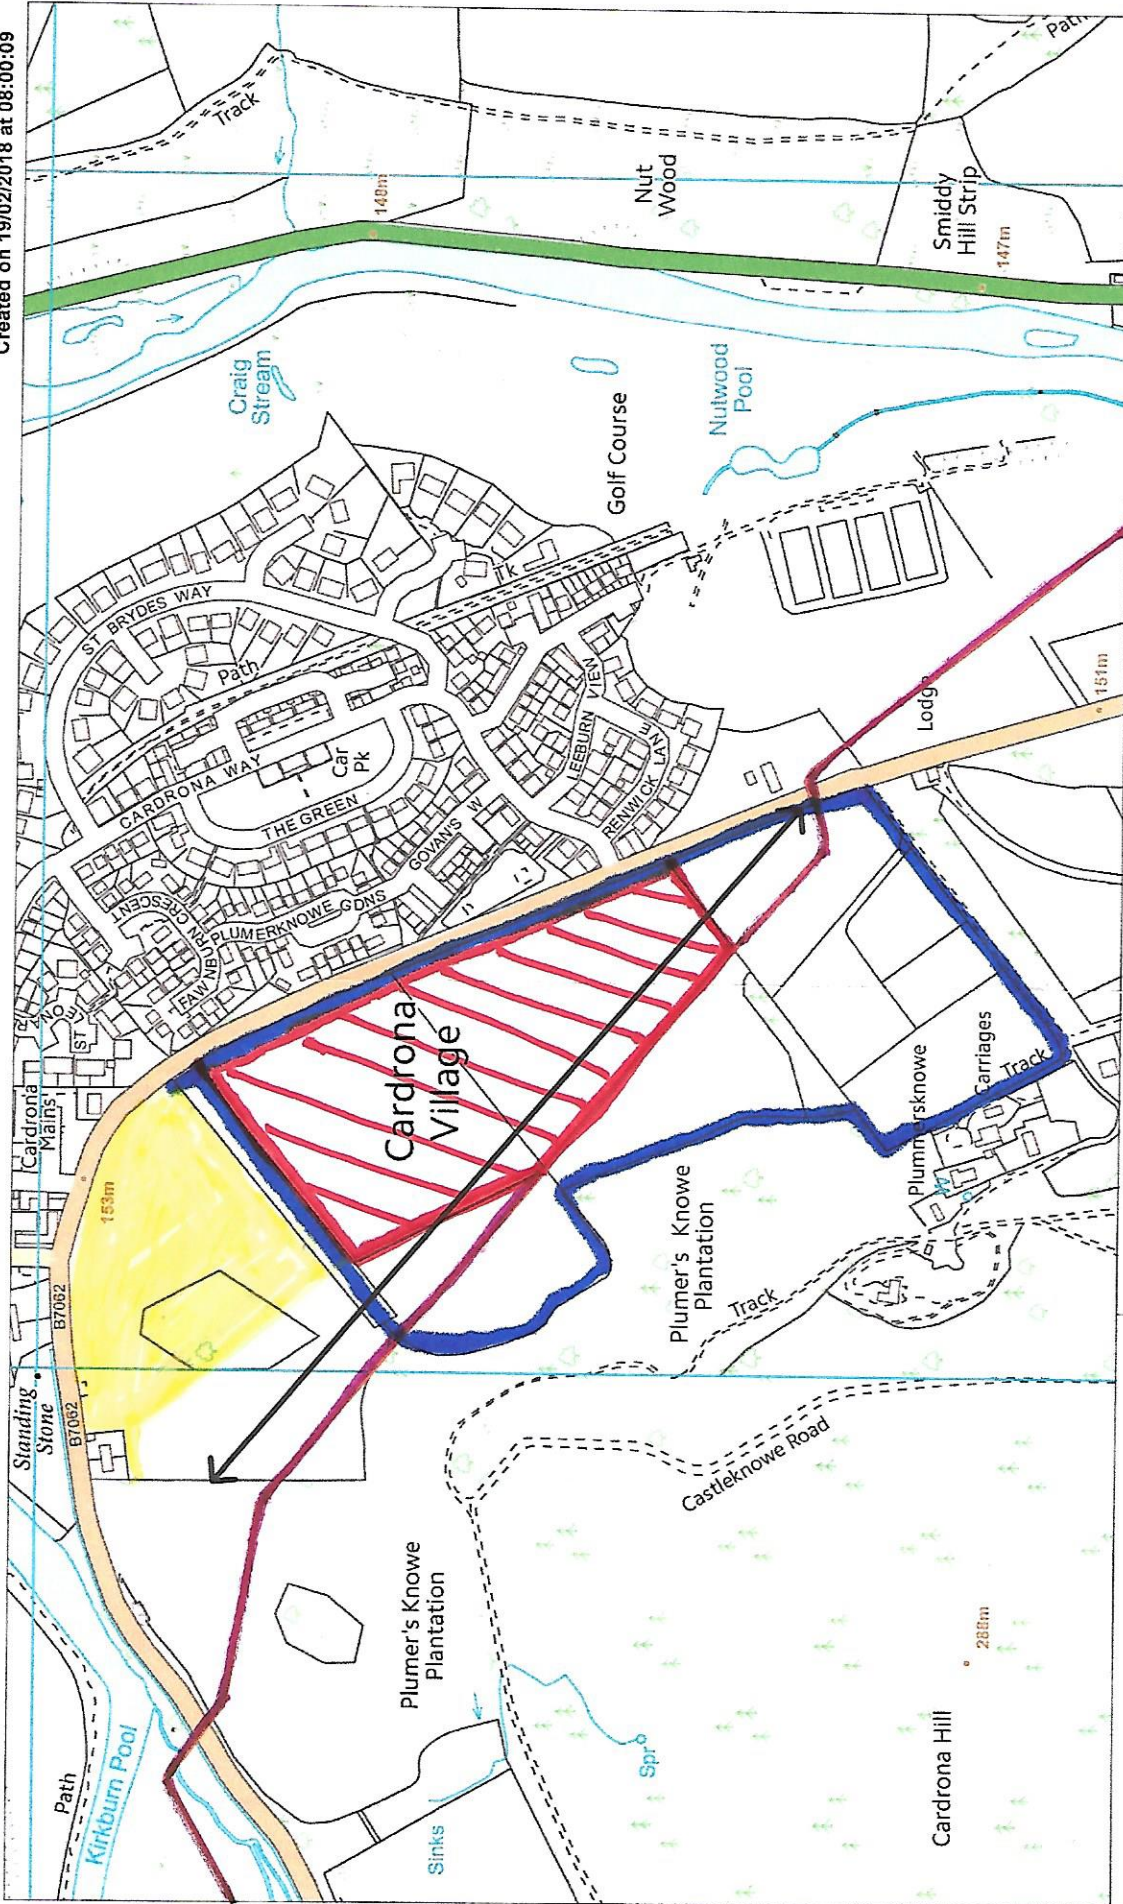 Created on 19/02/2018 at 08:00:09
Path
Track
148m
Nut
Wood
Smiddy
Hill Strip
147m
Craig
Stream
Golf Course
Nutwood
Pool
ST BRYDES WAY
Path
Tk
CARDRONA WAY
Car
Pk
THE GREEN
LEEBURN VIEW
RENWICK LANE
GOVAN'S W
PLUMERKNOWE GDNS
FAWNBURN CRESCENT
ST
Lodge
151m
Cardrona
Mains
153m
Cardrona
Village
B7062
B7062
Standing
Stone
Plummersknowe
Carriages
Track
W
Plumer's Knowe
Plantation
Track
Castleknowe Road
Plumer's Knowe
Plantation
Path
Kirkburn Pool
Sinks
Spr
288m
Cardrona Hill